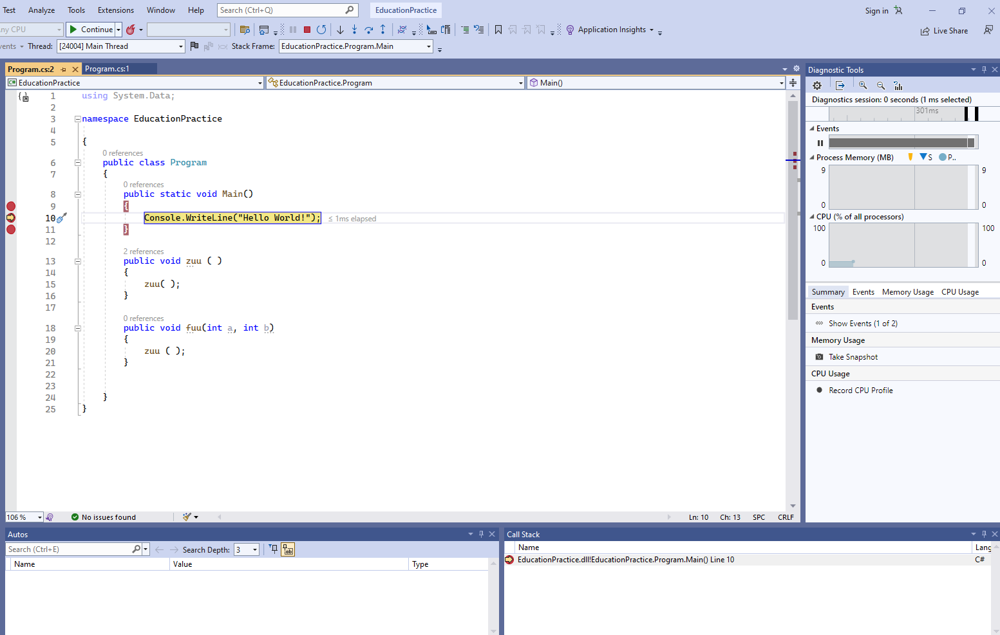 Test Analyze Tools Extensions Window Help Search (Ctrl+Q) EducationPractice Sign in
ny CPU Continue Application Insights Live Share
ents Thread: [24004] Main Thread Stack Frame: EducationPractice.Program.Main
Program.cs:2 Program.cs:1
C# EducationPractice EducationPractice.Program Main()
1 using System.Data;
2
3 namespace EducationPractice
4
5 {
0 references
6 public class Program
7 {
0 references
8 public static void Main()
9 {
10 Console.WriteLine("Hello World!"); ≤ 1ms elapsed
11 }
12
2 references
13 public void zuu ( )
14 {
15 zuu( );
16 }
17
0 references
18 public void fuu(int a, int b)
19 {
20 zuu ( );
21 }
22
23
24 }
25 }
106 % No issues found Ln: 10 Ch: 13 SPC CRLF
Diagnostic Tools
Diagnostics session: 0 seconds (1 ms selected)
301ms
Events
Process Memory (MB) S P..
9 9
0 0
CPU (% of all processors)
100 100
0 0
Summary Events Memory Usage CPU Usage
Events
Show Events (1 of 2)
Memory Usage
Take Snapshot
CPU Usage
Record CPU Profile
Autos
Search (Ctrl+E) Search Depth: 3
Name Value Type
Call Stack
Name Lang
EducationPractice.dll!EducationPractice.Program.Main() Line 10 C#